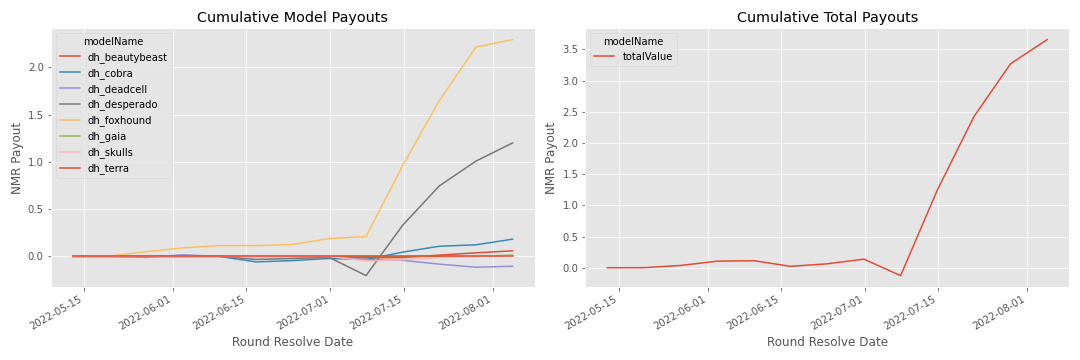 Cumulative Model Payouts
NMR Payout
2.0
1.5
1.0
0.5
0.0
modelName
dh_beautybeast
dh_cobra
dh_deadcell
dh_desperado
dh_foxhound
dh_gaia
dh_skulls
dh_terra
2022-05-15
2022-06-01
2022-06-15
2022-07-01
2022-07-15
2022-08-01
Round Resolve Date
Cumulative Total Payouts
NMR Payout
3.5
3.0
2.5
2.0
1.5
1.0
0.5
0.0
modelName
totalValue
2022-05-15
2022-06-01
2022-06-15
2022-07-01
2022-07-15
2022-08-01
Round Resolve Date